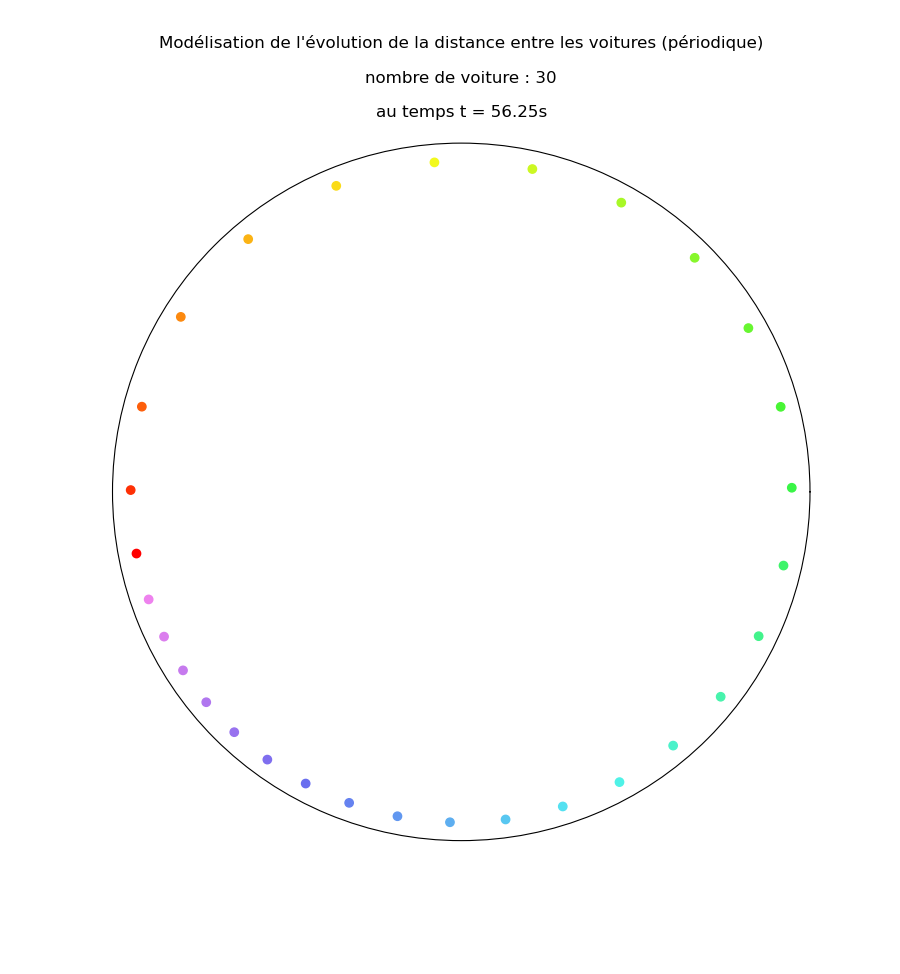 Modélisation de l'évolution de la distance entre les voitures (périodique)
nombre de voiture : 30
au temps t = 56.25s